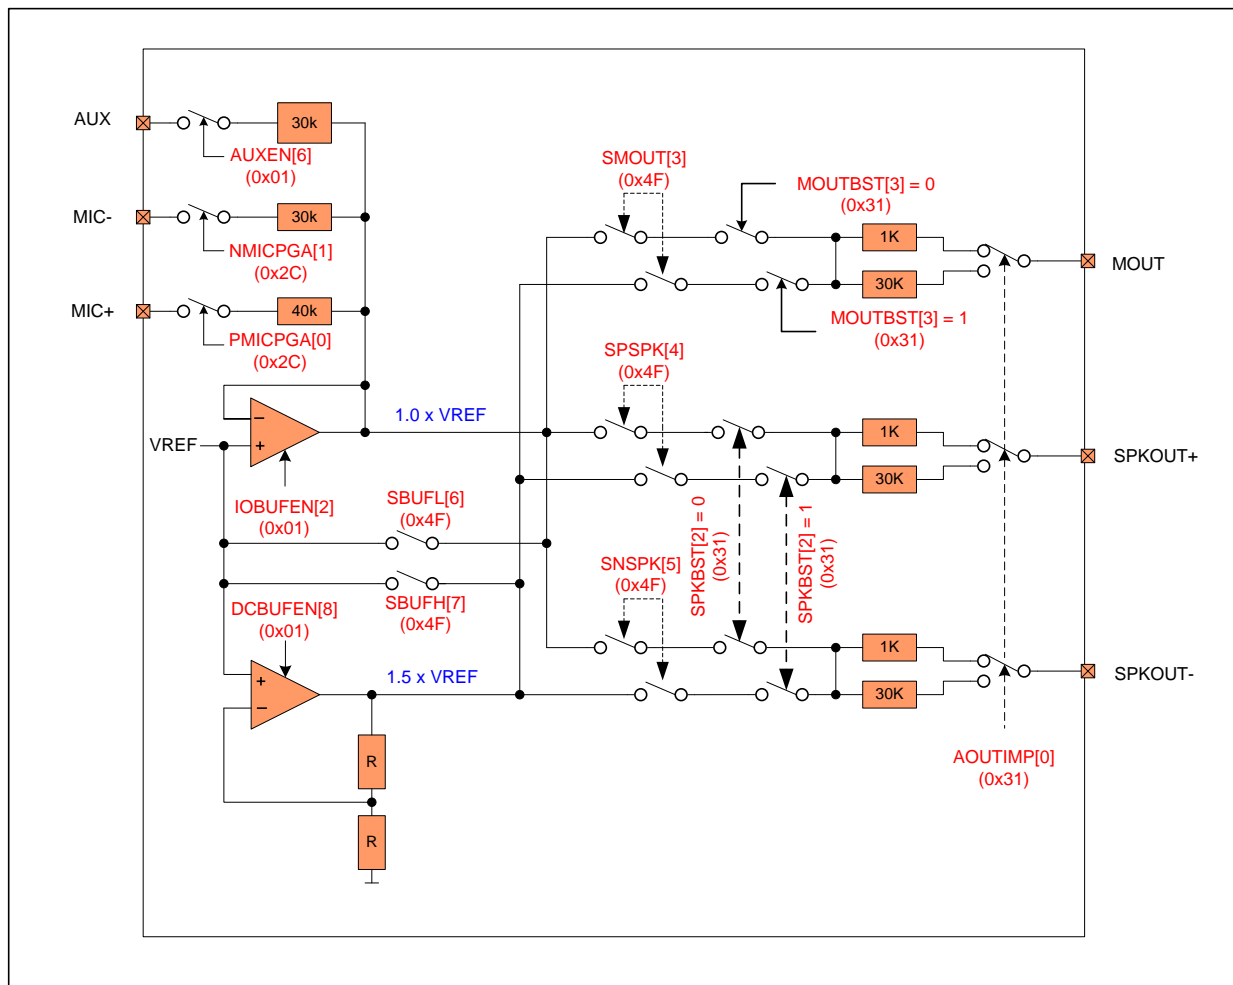 AUX
30k
AUXEN[6]
(0x01)
MIC-
30k
NMICPGA[1]
(0x2C)
MIC+
40k
PMICPGA[0]
(0x2C)
VREF
−
+
1.0 x VREF
IOBUFEN[2]
(0x01)
SBUFL[6]
(0x4F)
SBUFH[7]
(0x4F)
DCBUFEN[8]
(0x01)
+
−
1.5 x VREF
R
R
SMOUT[3]
(0x4F)
MOUTBST[3] = 0
(0x31)
1K
30K
MOUTBST[3] = 1
(0x31)
MOUT
SPSPK[4]
(0x4F)
1K
30K
SPKOUT+
SPKBST[2] = 0
(0x31)
SPKBST[2] = 1
(0x31)
SNSPK[5]
(0x4F)
1K
30K
SPKOUT-
AOUTIMP[0]
(0x31)